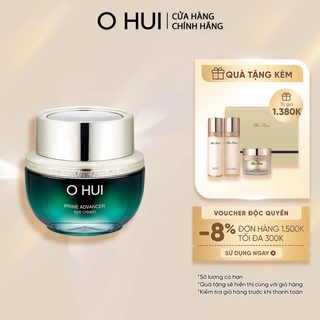 O HUI
CỬA HÀNG
CHÍNH HÃNG
QUÀ TẶNG KÈM
Trị giá
1.380K
O HUI
PRIME ADVANCER
eye cream
VOUCHER ĐỘC QUYỀN
-8%
ĐƠN HÀNG 1.500K
TỐI ĐA 300K
SỬ DỤNG NGAY >
*Số lượng có hạn
*Quà tặng sẽ hiển thị cùng với giỏ hàng
*Kiểm tra giỏ hàng trước khi thanh toán